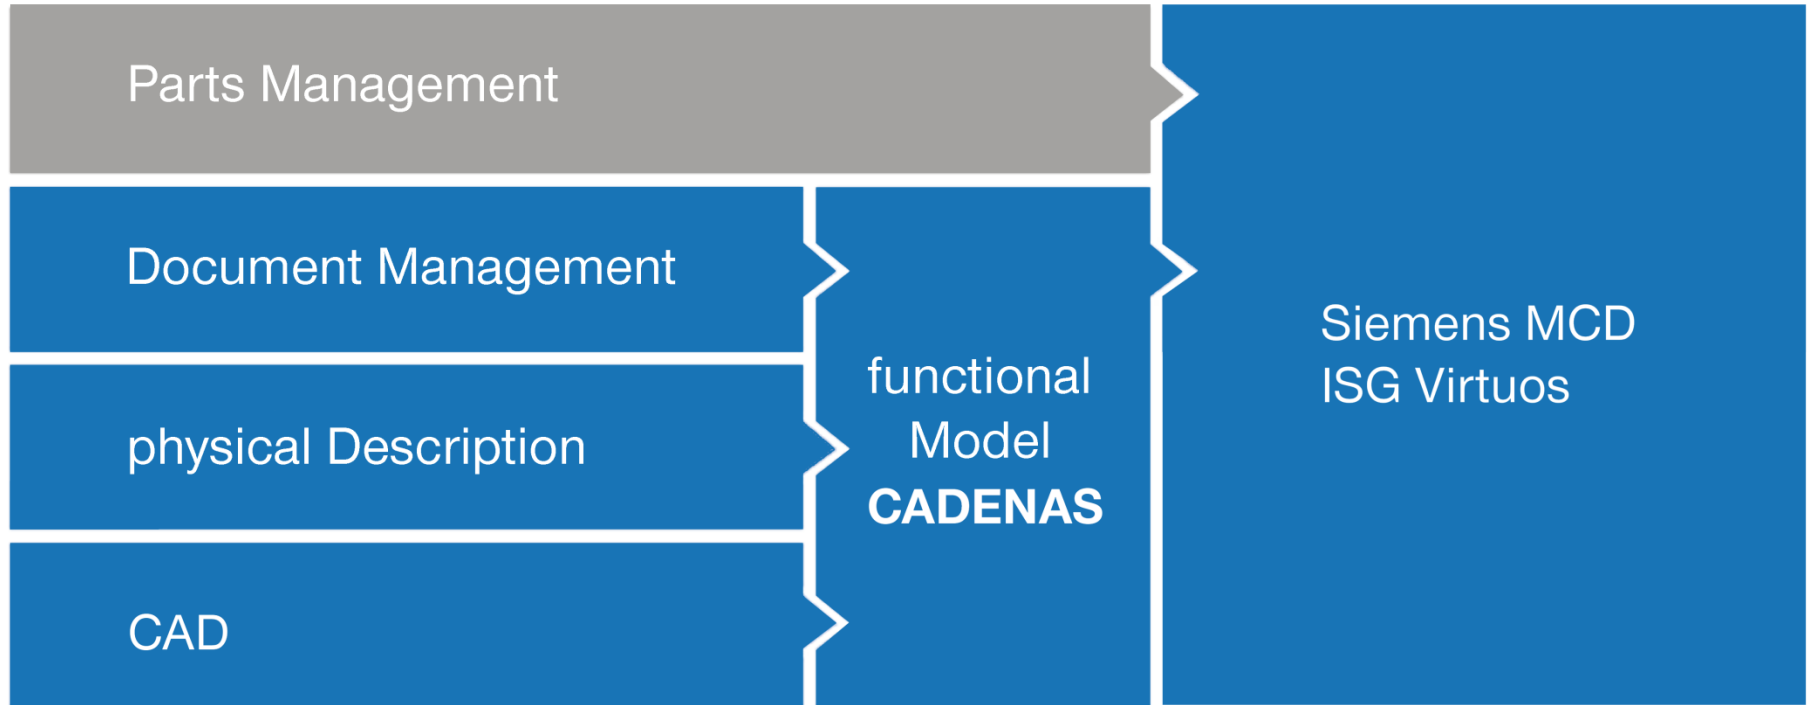 Parts Management
Document Management
physical Description
CAD
functional
Model
CADENAS
Siemens MCD
ISG Virtuos